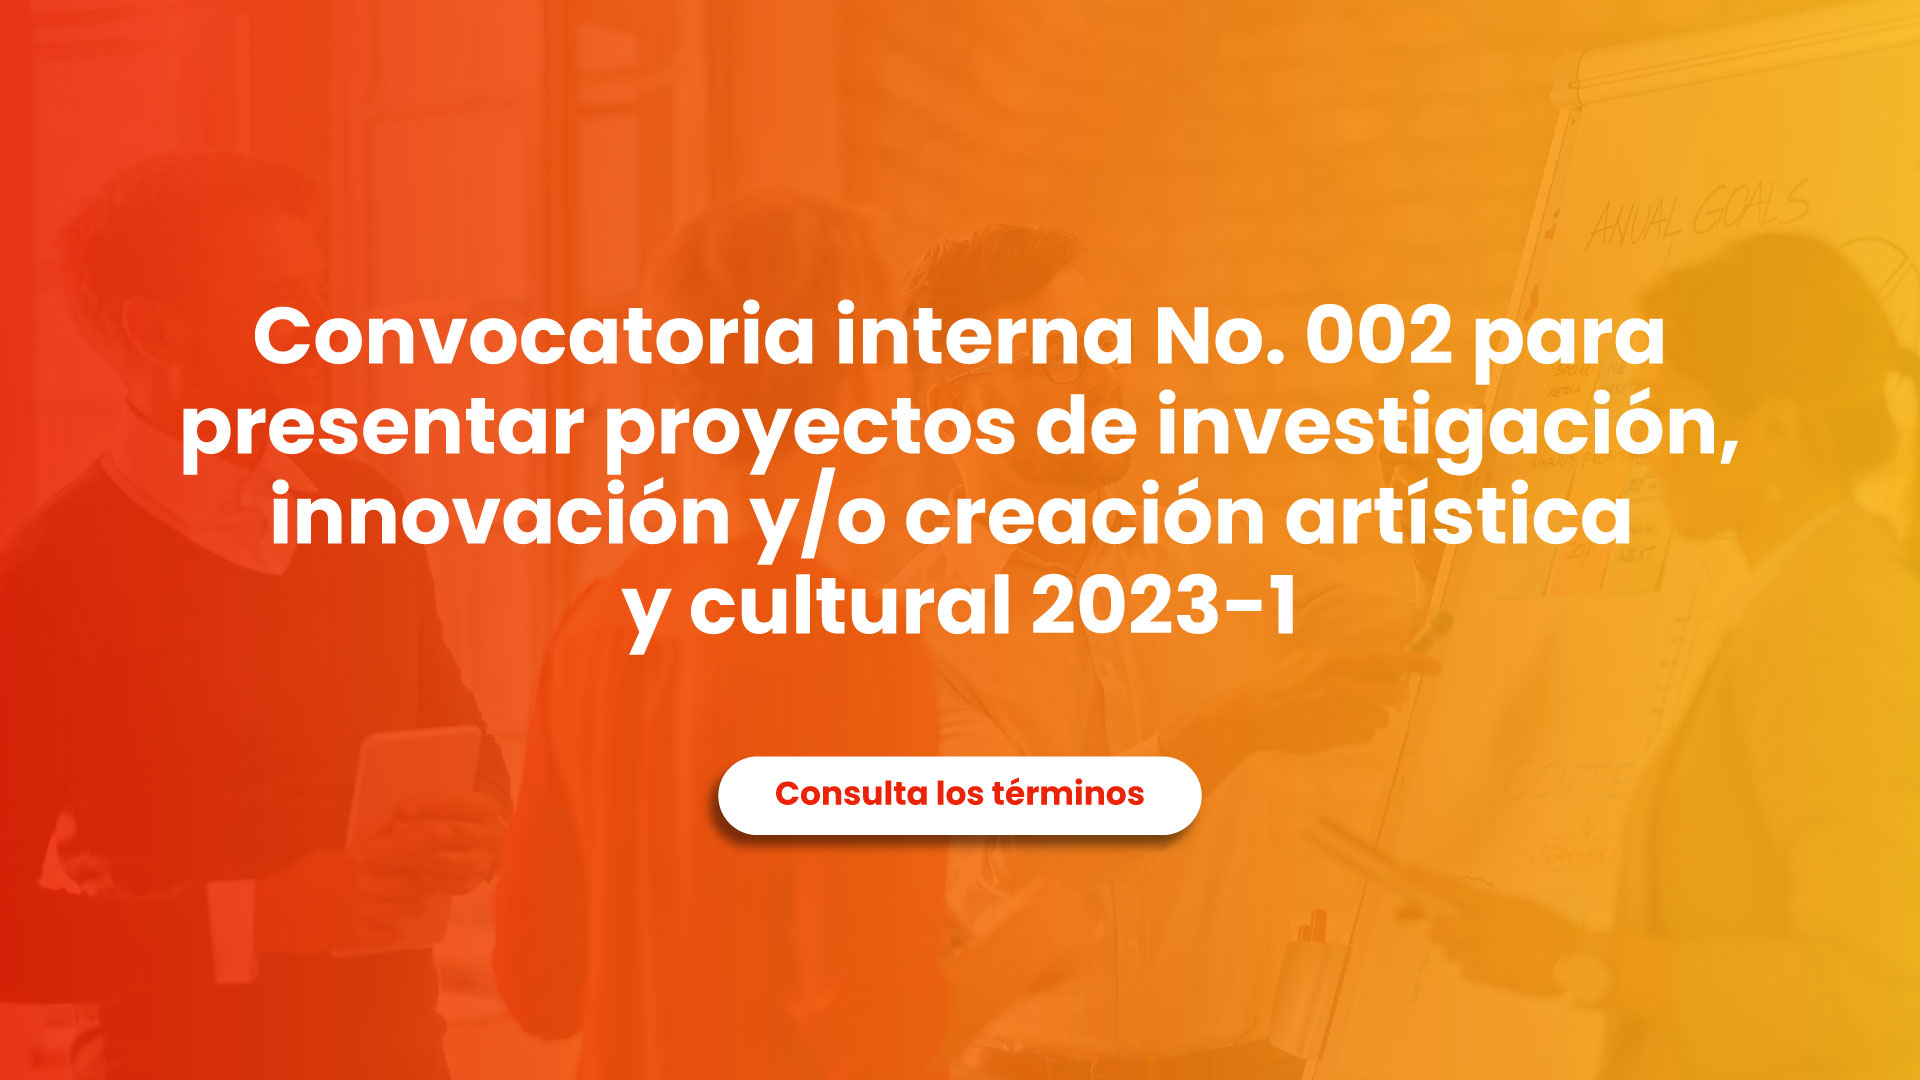 ANUAL GOALS
Convocatoria interna No. 002 para
presentar proyectos de investigación,
innovación y/o creación artística
y cultural 2023-1
Consulta los términos
CONTE